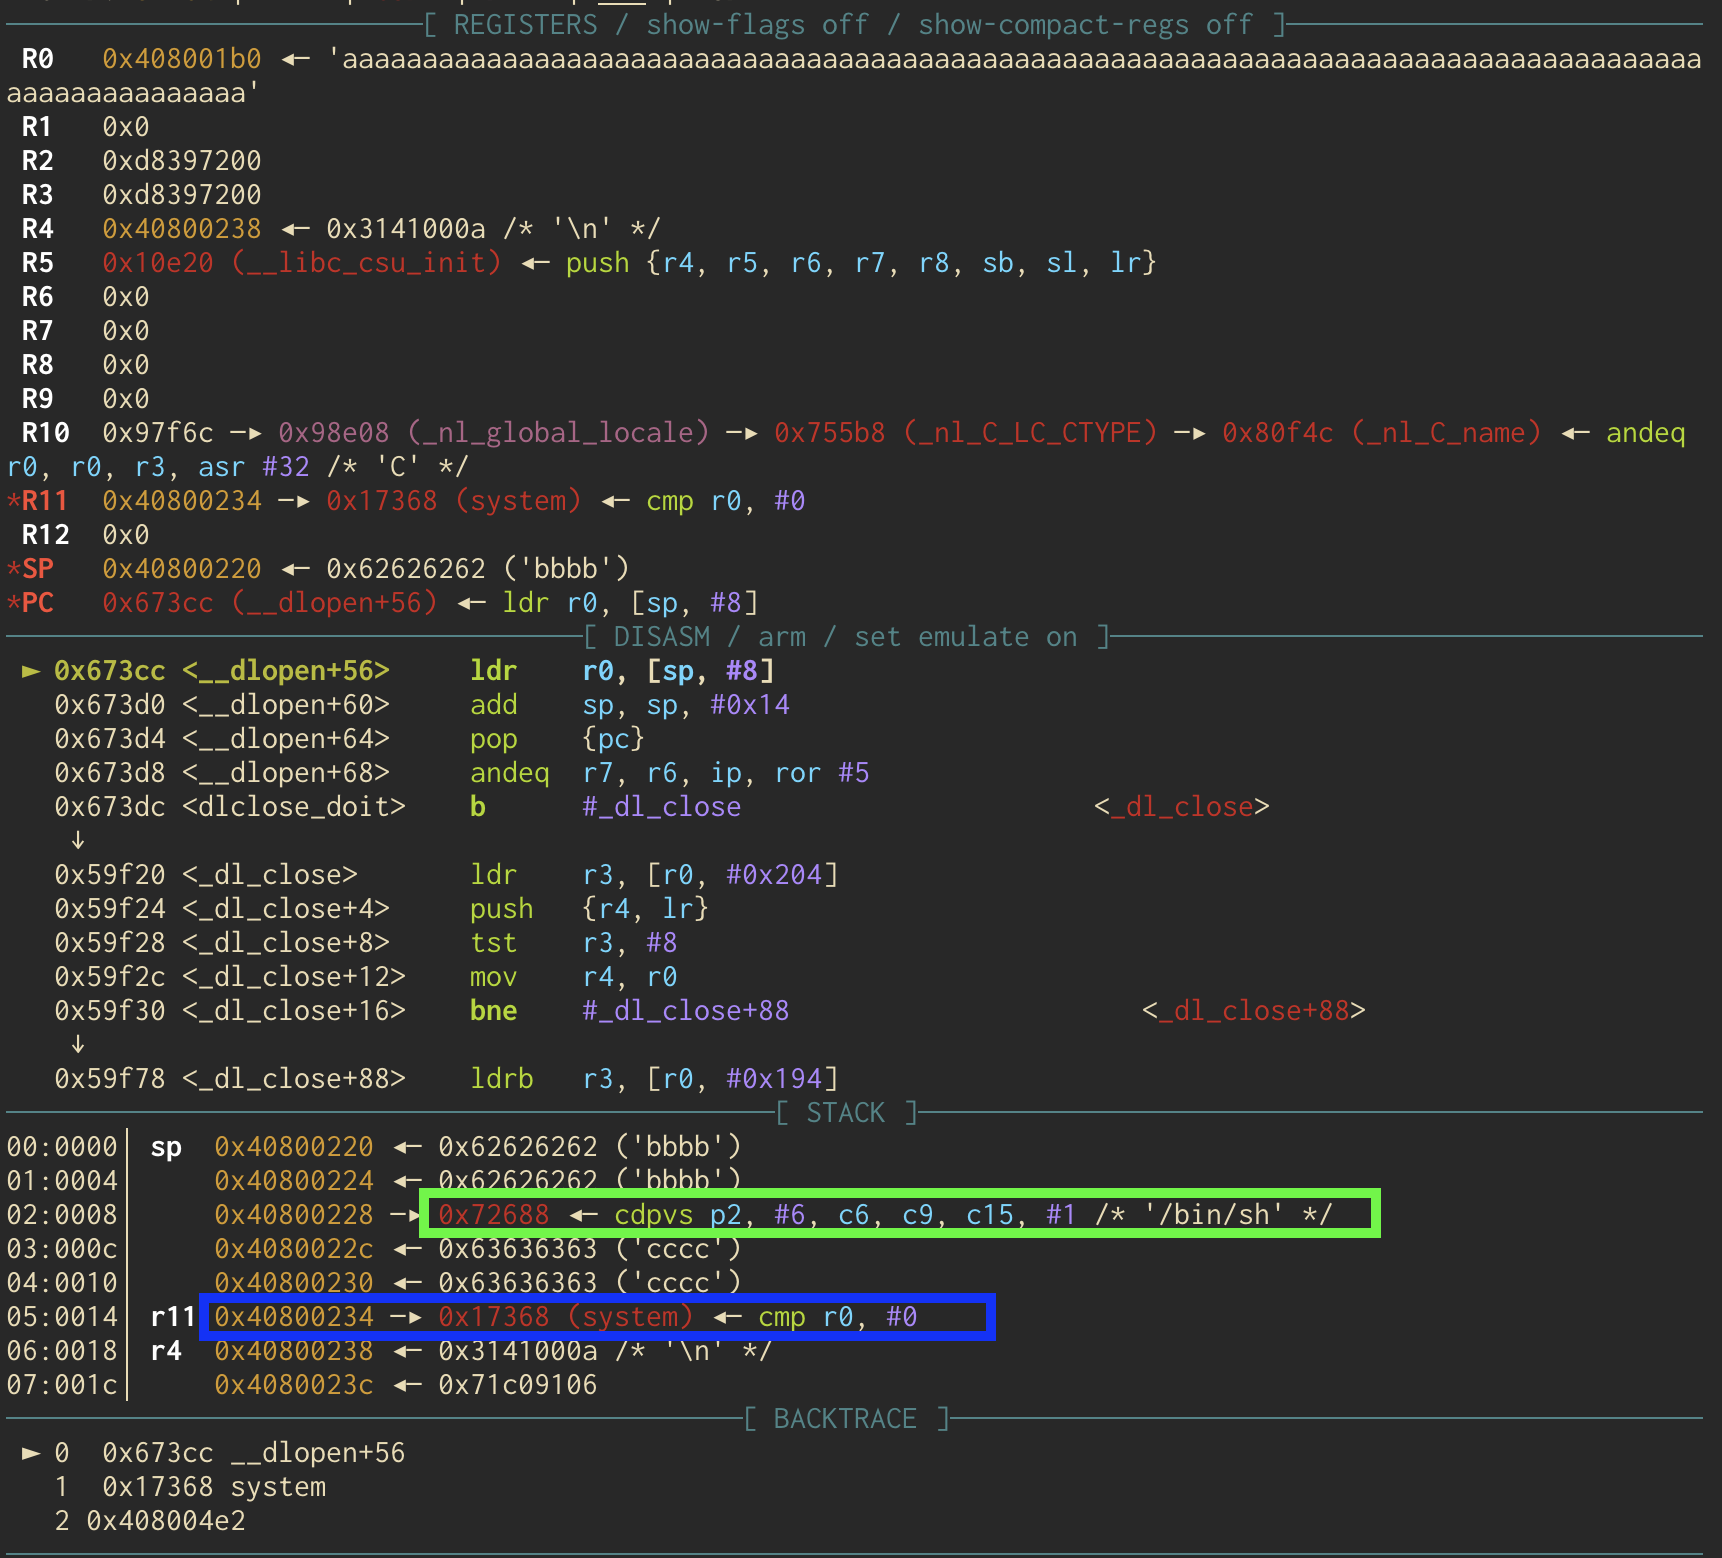 [ REGISTERS / show-flags off / show-compact-regs off ]
R0 0x408001b0 ◂— 'aaaaaaaaaaaaaaaaaaaaaaaaaaaaaaaaaaaaaaaaaaaaaaaaaaaaaaaaaaaaaaaaaaaaaaaaaaaaaaaaaaaaa
aaaaaaaaaaaaaaa'
R1 0x0
R2 0xd8397200
R3 0xd8397200
R4 0x40800238 ◂— 0x3141000a /* '\n' */
R5 0x10e20 (__libc_csu_init) ◂— push {r4, r5, r6, r7, r8, sb, sl, lr}
R6 0x0
R7 0x0
R8 0x0
R9 0x0
R10 0x97f6c —▸ 0x98e08 (_nl_global_locale) —▸ 0x755b8 (_nl_C_LC_CTYPE) —▸ 0x80f4c (_nl_C_name) ◂— andeq
r0, r0, r3, asr #32 /* 'C' */
*R11 0x40800234 —▸ 0x17368 (system) ◂— cmp r0, #0
R12 0x0
*SP 0x40800220 ◂— 0x62626262 ('bbbb')
*PC 0x673cc (__dlopen+56) ◂— ldr r0, [sp, #8]
[ DISASM / arm / set emulate on ]
► 0x673cc <__dlopen+56> ldr r0, [sp, #8]
0x673d0 <__dlopen+60> add sp, sp, #0x14
0x673d4 <__dlopen+64> pop {pc}
0x673d8 <__dlopen+68> andeq r7, r6, ip, ror #5
0x673dc <dlclose_doit> b #_dl_close <_dl_close>
↓
0x59f20 <_dl_close> ldr r3, [r0, #0x204]
0x59f24 <_dl_close+4> push {r4, lr}
0x59f28 <_dl_close+8> tst r3, #8
0x59f2c <_dl_close+12> mov r4, r0
0x59f30 <_dl_close+16> bne #_dl_close+88 <_dl_close+88>
↓
0x59f78 <_dl_close+88> ldrb r3, [r0, #0x194]
[ STACK ]
00:0000│ sp 0x40800220 ◂— 0x62626262 ('bbbb')
01:0004│ 0x40800224 ◂— 0x62626262 ('bbbb')
02:0008│ 0x40800228 —▸ 0x72688 ◂— cdpvs p2, #6, c6, c9, c15, #1 /* '/bin/sh' */
03:000c│ 0x4080022c ◂— 0x63636363 ('cccc')
04:0010│ 0x40800230 ◂— 0x63636363 ('cccc')
05:0014│ r11 0x40800234 —▸ 0x17368 (system) ◂— cmp r0, #0
06:0018│ r4 0x40800238 ◂— 0x3141000a /* '\n' */
07:001c│ 0x4080023c ◂— 0x71c09106
[ BACKTRACE ]
► 0 0x673cc __dlopen+56
1 0x17368 system
2 0x408004e2